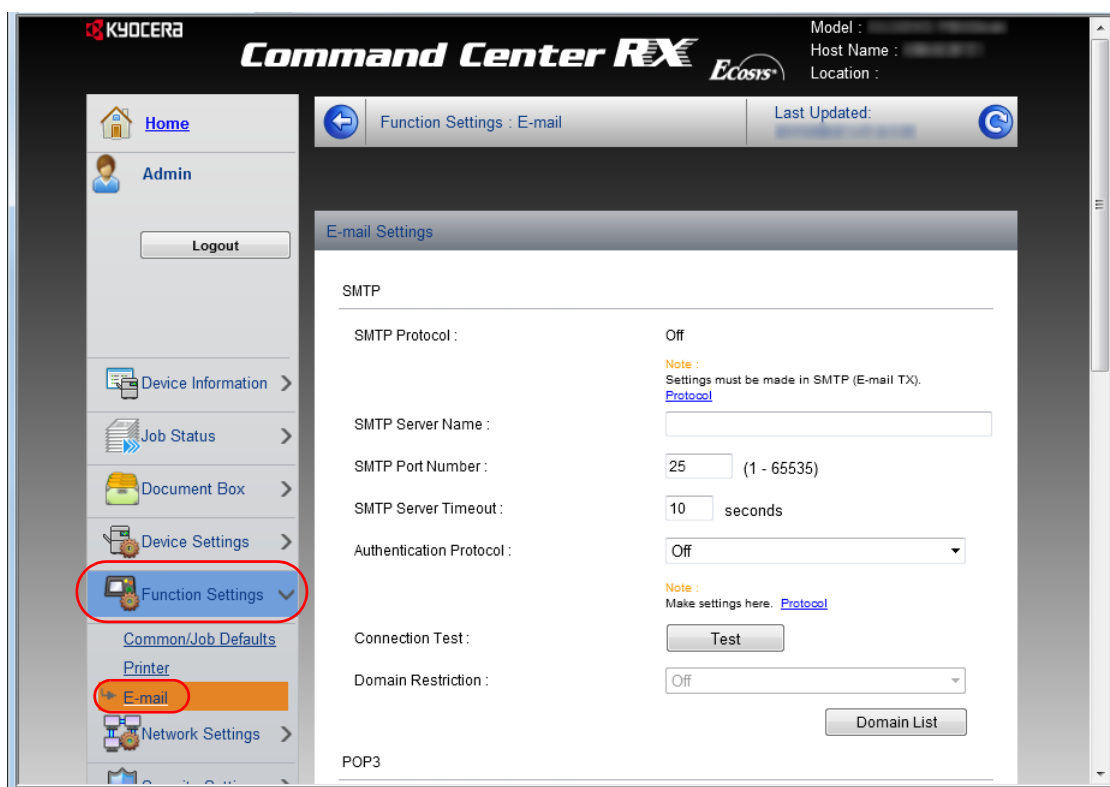 KYOCERA
Command Center RX
Ecosys
Model :
Host Name :
Location :
Home
Admin
Logout
Device Information
Job Status
Document Box
Device Settings
Function Settings
Common/Job Defaults
Printer
E-mail
Network Settings
Function Settings : E-mail
Last Updated:
E-mail Settings
SMTP
SMTP Protocol : Off
Note :
Settings must be made in SMTP (E-mail TX).
Protocol
SMTP Server Name :
SMTP Port Number : 25 (1 - 65535)
SMTP Server Timeout : 10 seconds
Authentication Protocol : Off
Note :
Make settings here. Protocol
Connection Test : Test
Domain Restriction : Off
Domain List
POP3